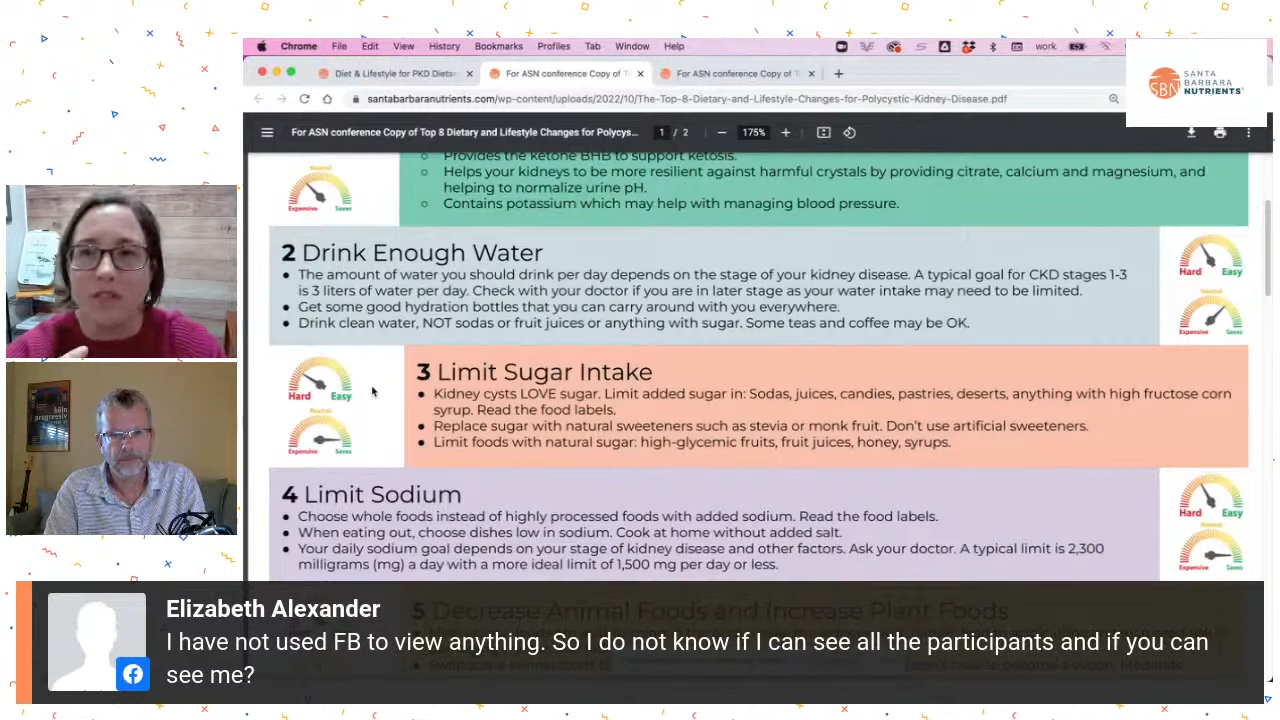 Chrome File Edit View History Bookmarks Profiles Tab Window Help
work
Diet & Lifestyle for PKD Dietar
For ASN conference Copy of T
For ASN conference Copy of T
santabarbaranutrients.com/wp-content/uploads/2022/10/The-Top-8-Dietary-and-Lifestyle-Changes-for-Polycystic-Kidney-Disease.pdf
SBN
SANTA
BARBARA
NUTRIENTS
For ASN conference Copy of Top 8 Dietary and Lifestyle Changes for Polycys...
1 / 2
175%
Provides the ketone BHB to support ketosis.
Helps your kidneys to be more resilient against harmful crystals by providing citrate, calcium and magnesium, and
helping to normalize urine pH.
Contains potassium which may help with managing blood pressure.
Neutral
Expensive Saves
2 Drink Enough Water
The amount of water you should drink per day depends on the stage of your kidney disease. A typical goal for CKD stages 1-3
is 3 liters of water per day. Check with your doctor if you are in later stage as your water intake may need to be limited.
Get some good hydration bottles that you can carry around with you everywhere.
Drink clean water, NOT sodas or fruit juices or anything with sugar. Some teas and coffee may be OK.
Hard Easy
Neutral
Expensive Saves
Hard Easy
Neutral
Expensive Saves
3 Limit Sugar Intake
Kidney cysts LOVE sugar. Limit added sugar in: Sodas, juices, candies, pastries, deserts, anything with high fructose corn
syrup. Read the food labels.
Replace sugar with natural sweeteners such as stevia or monk fruit. Don't use artificial sweeteners.
Limit foods with natural sugar: high-glycemic fruits, fruit juices, honey, syrups.
4 Limit Sodium
Choose whole foods instead of highly processed foods with added sodium. Read the food labels.
When eating out, choose dishes low in sodium. Cook at home without added salt.
Your daily sodium goal depends on your stage of kidney disease and other factors. Ask your doctor. A typical limit is 2,300
milligrams (mg) a day with a more ideal limit of 1,500 mg per day or less.
Hard Easy
Neutral
Expensive Saves
5 Decrease Animal Foods and Increase Plant Foods
Elizabeth Alexander
I have not used FB to view anything. So I do not know if I can see all the participants and if you can
see me?